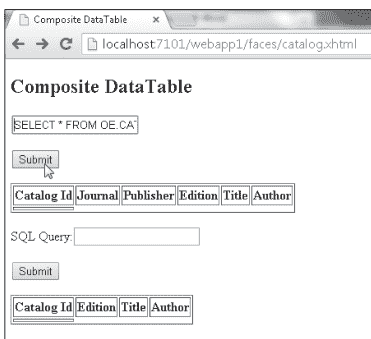 Composite DataTable
localhost:7101/webapp1/faces/catalog.xhtml
Composite DataTable
SELECT * FROM OE.CAT
Submit
Catalog Id Journal Publisher Edition Title Author
SQL Query:
Submit
Catalog Id Edition Title Author